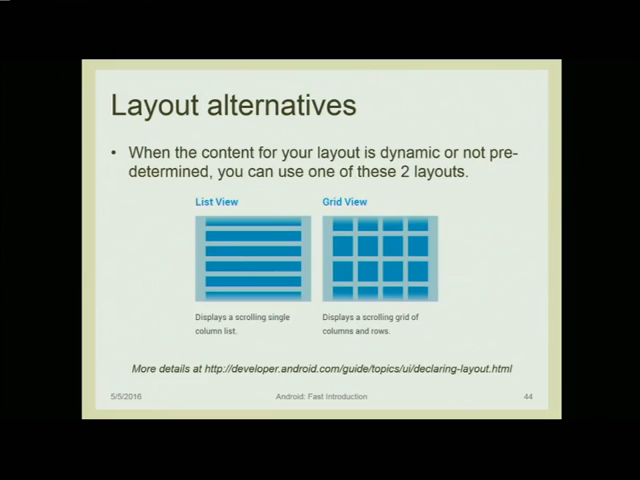 Layout alternatives
• When the content for your layout is dynamic or not pre-
determined, you can use one of these 2 layouts.
List View
Grid View
Displays a scrolling single
column list.
Displays a scrolling grid of
columns and rows.
More details at http://developer.android.com/guide/topics/ui/declaring-layout.html
5/5/2016
Android: Fast Introduction
44